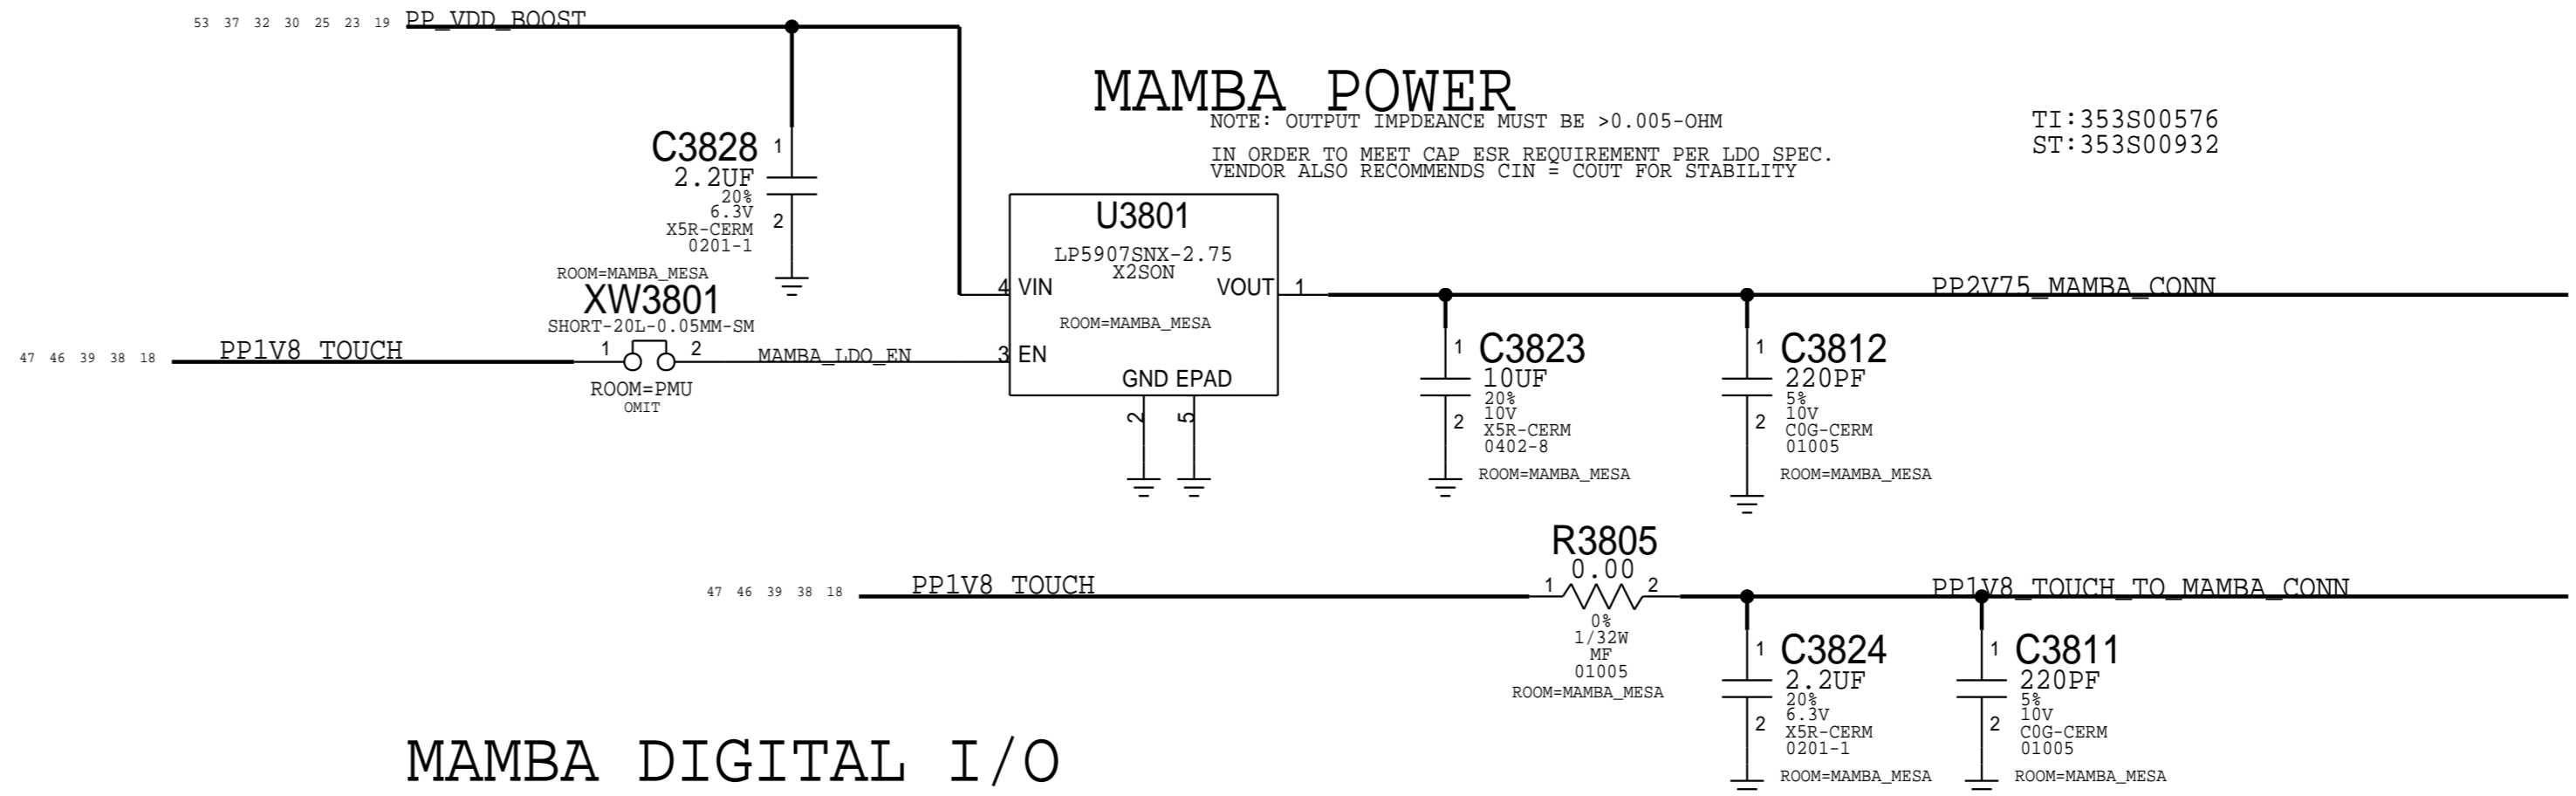 53 37 32 30 25 23 19 PP_VDD_BOOST
MAMBA POWER
NOTE: OUTPUT IMPDEANCE MUST BE >0.005-OHM
IN ORDER TO MEET CAP ESR REQUIREMENT PER LDO SPEC.
VENDOR ALSO RECOMMENDS CIN = COUT FOR STABILITY
TI:353S00576
ST:353S00932
C3828 1
2.2UF
20%
6.3V 2
X5R-CERM
0201-1
ROOM=MAMBA_MESA
XW3801
SHORT-20L-0.05MM-SM
47 46 39 38 18 PP1V8_TOUCH 1 2 MAMBA_LDO_EN
ROOM=PMU
OMIT
U3801
LP5907SNX-2.75
X2SON
4 VIN VOUT 1
ROOM=MAMBA_MESA
3 EN
GND EPAD
2 5
PP2V75_MAMBA_CONN
1 C3823
10UF
20%
10V
2 X5R-CERM
0402-8
ROOM=MAMBA_MESA
1 C3812
220PF
5%
10V
2 C0G-CERM
01005
ROOM=MAMBA_MESA
47 46 39 38 18 PP1V8_TOUCH
R3805
0.00
1 2
0%
1/32W
MF
01005
ROOM=MAMBA_MESA
PP1V8_TOUCH_TO_MAMBA_CONN
1 C3824
2.2UF
20%
6.3V
2 X5R-CERM
0201-1
ROOM=MAMBA_MESA
1 C3811
220PF
5%
10V
2 C0G-CERM
01005
ROOM=MAMBA_MESA
MAMBA DIGITAL I/O